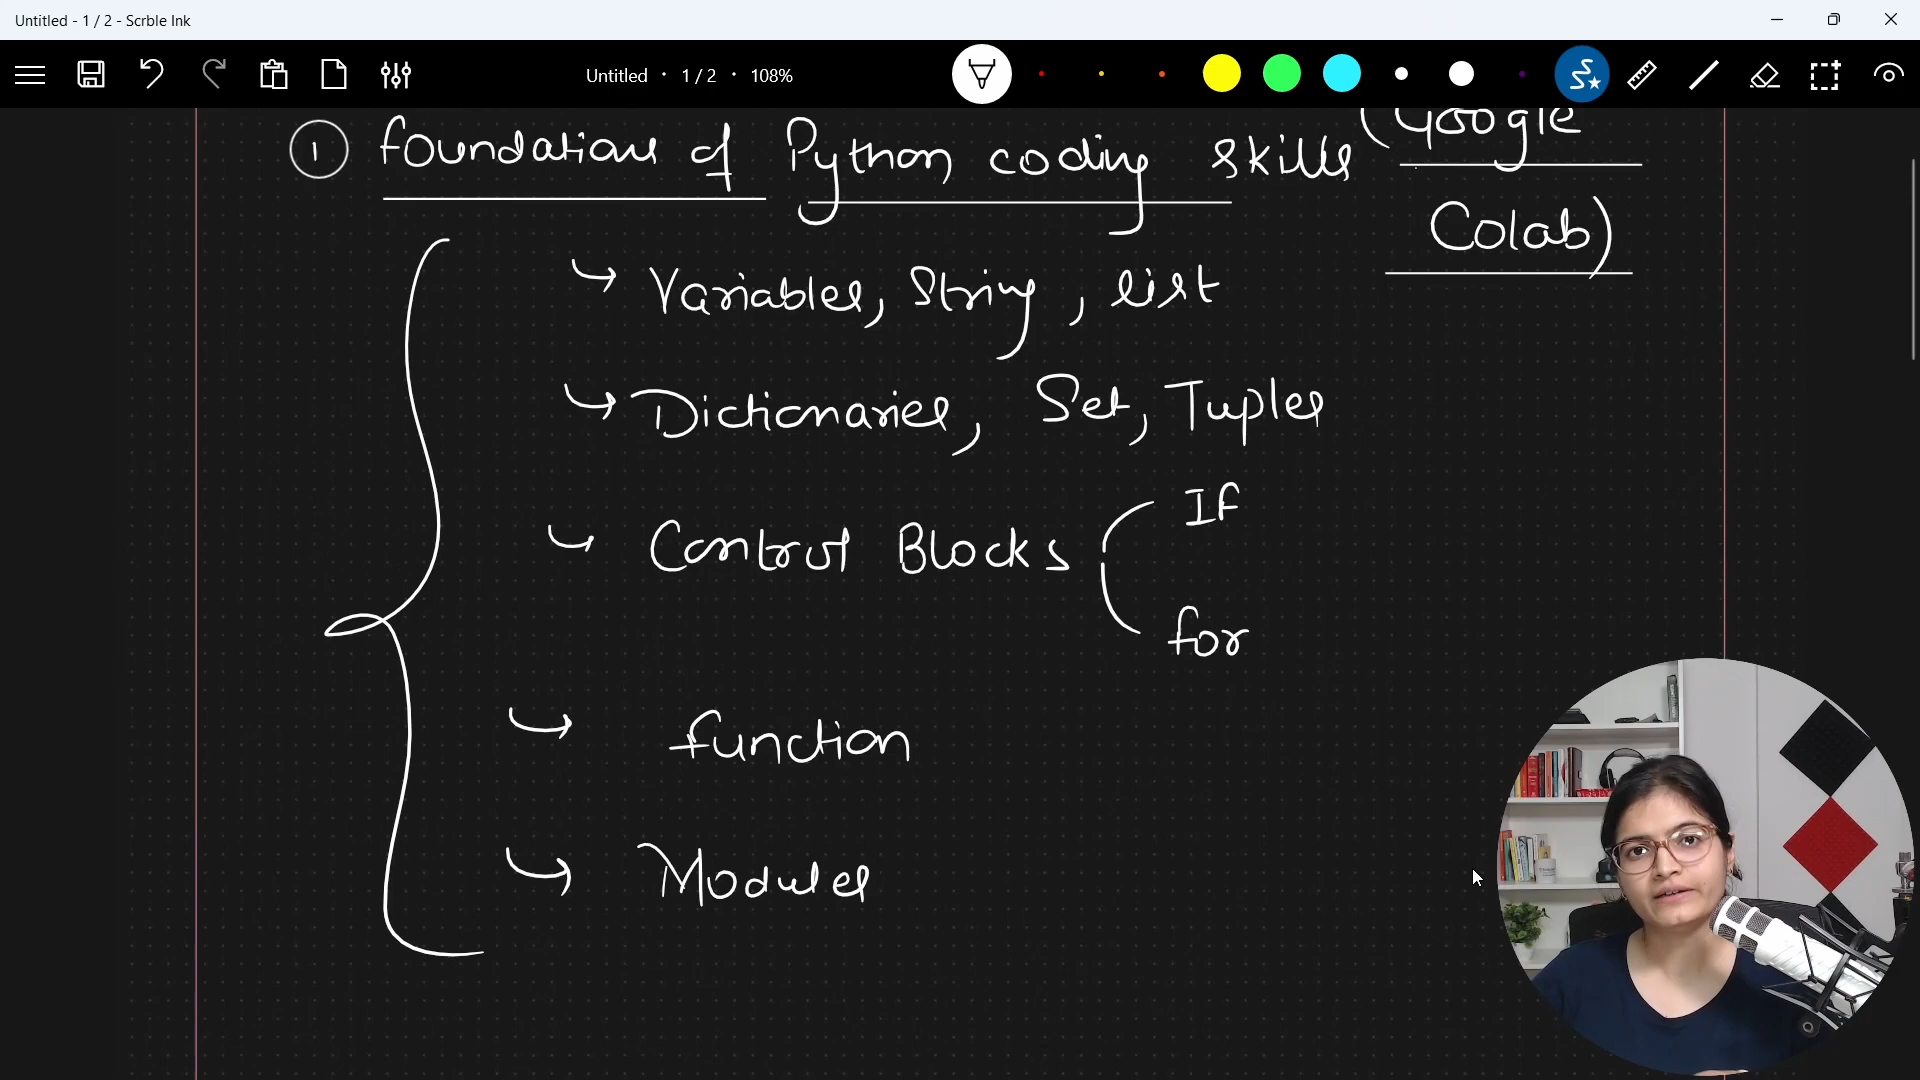 Untitled - 1 / 2 - Scrble Ink
Untitled • 1 / 2 • 108%
(Google
1 foundations of Python coding skills
Colab)
Variables, String, list
Dictionaries, Set, Tuples
If
Control Blocks
for
function
Modules